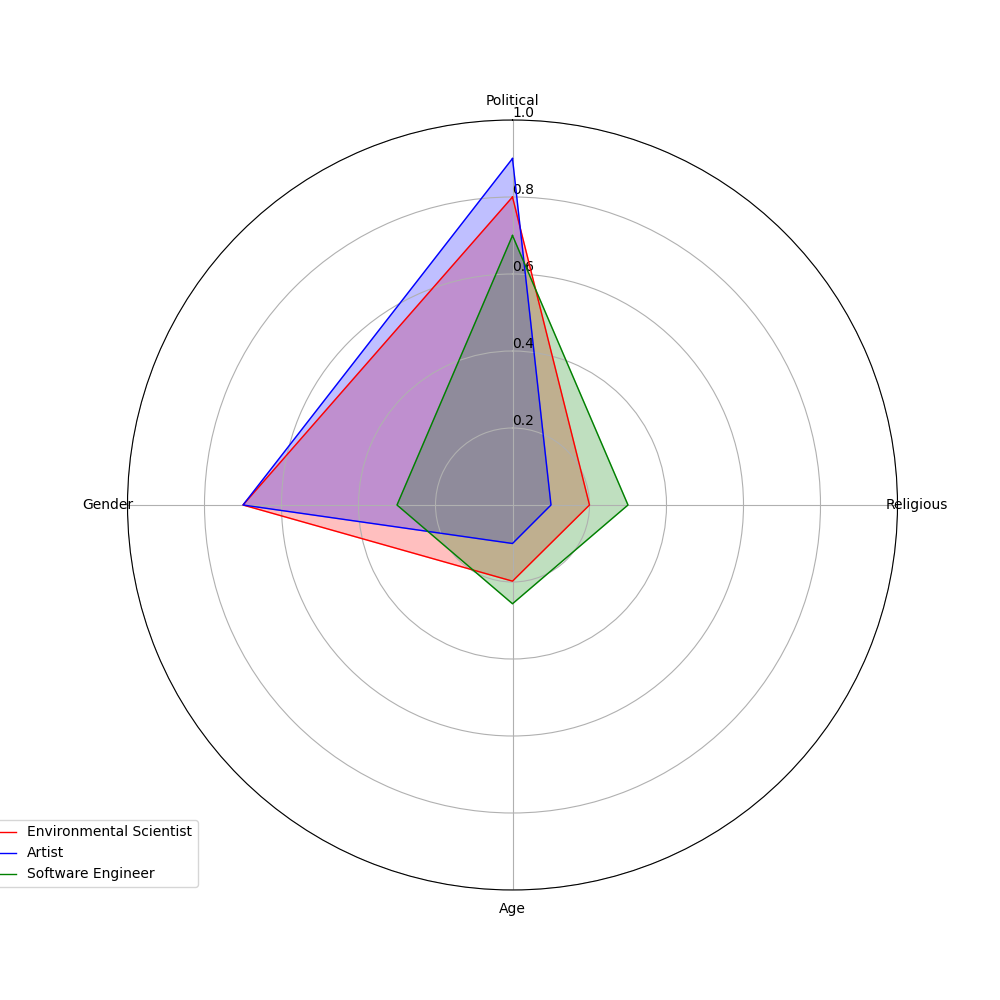 Political
1.0
0.8
0.6
0.4
0.2
Gender
Religious
Age
Environmental Scientist
Artist
Software Engineer